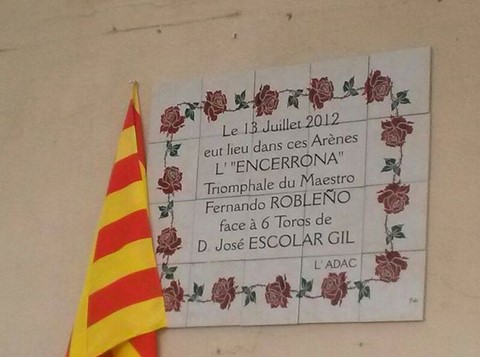 Le 13 Juillet 2012
eut lieu dans ces Arènes
L' "ENCERRONA"
Triomphale du Maestro
Fernando ROBLEÑO
face à 6 Toros de
D. José ESCOLAR GIL
L'ADAC